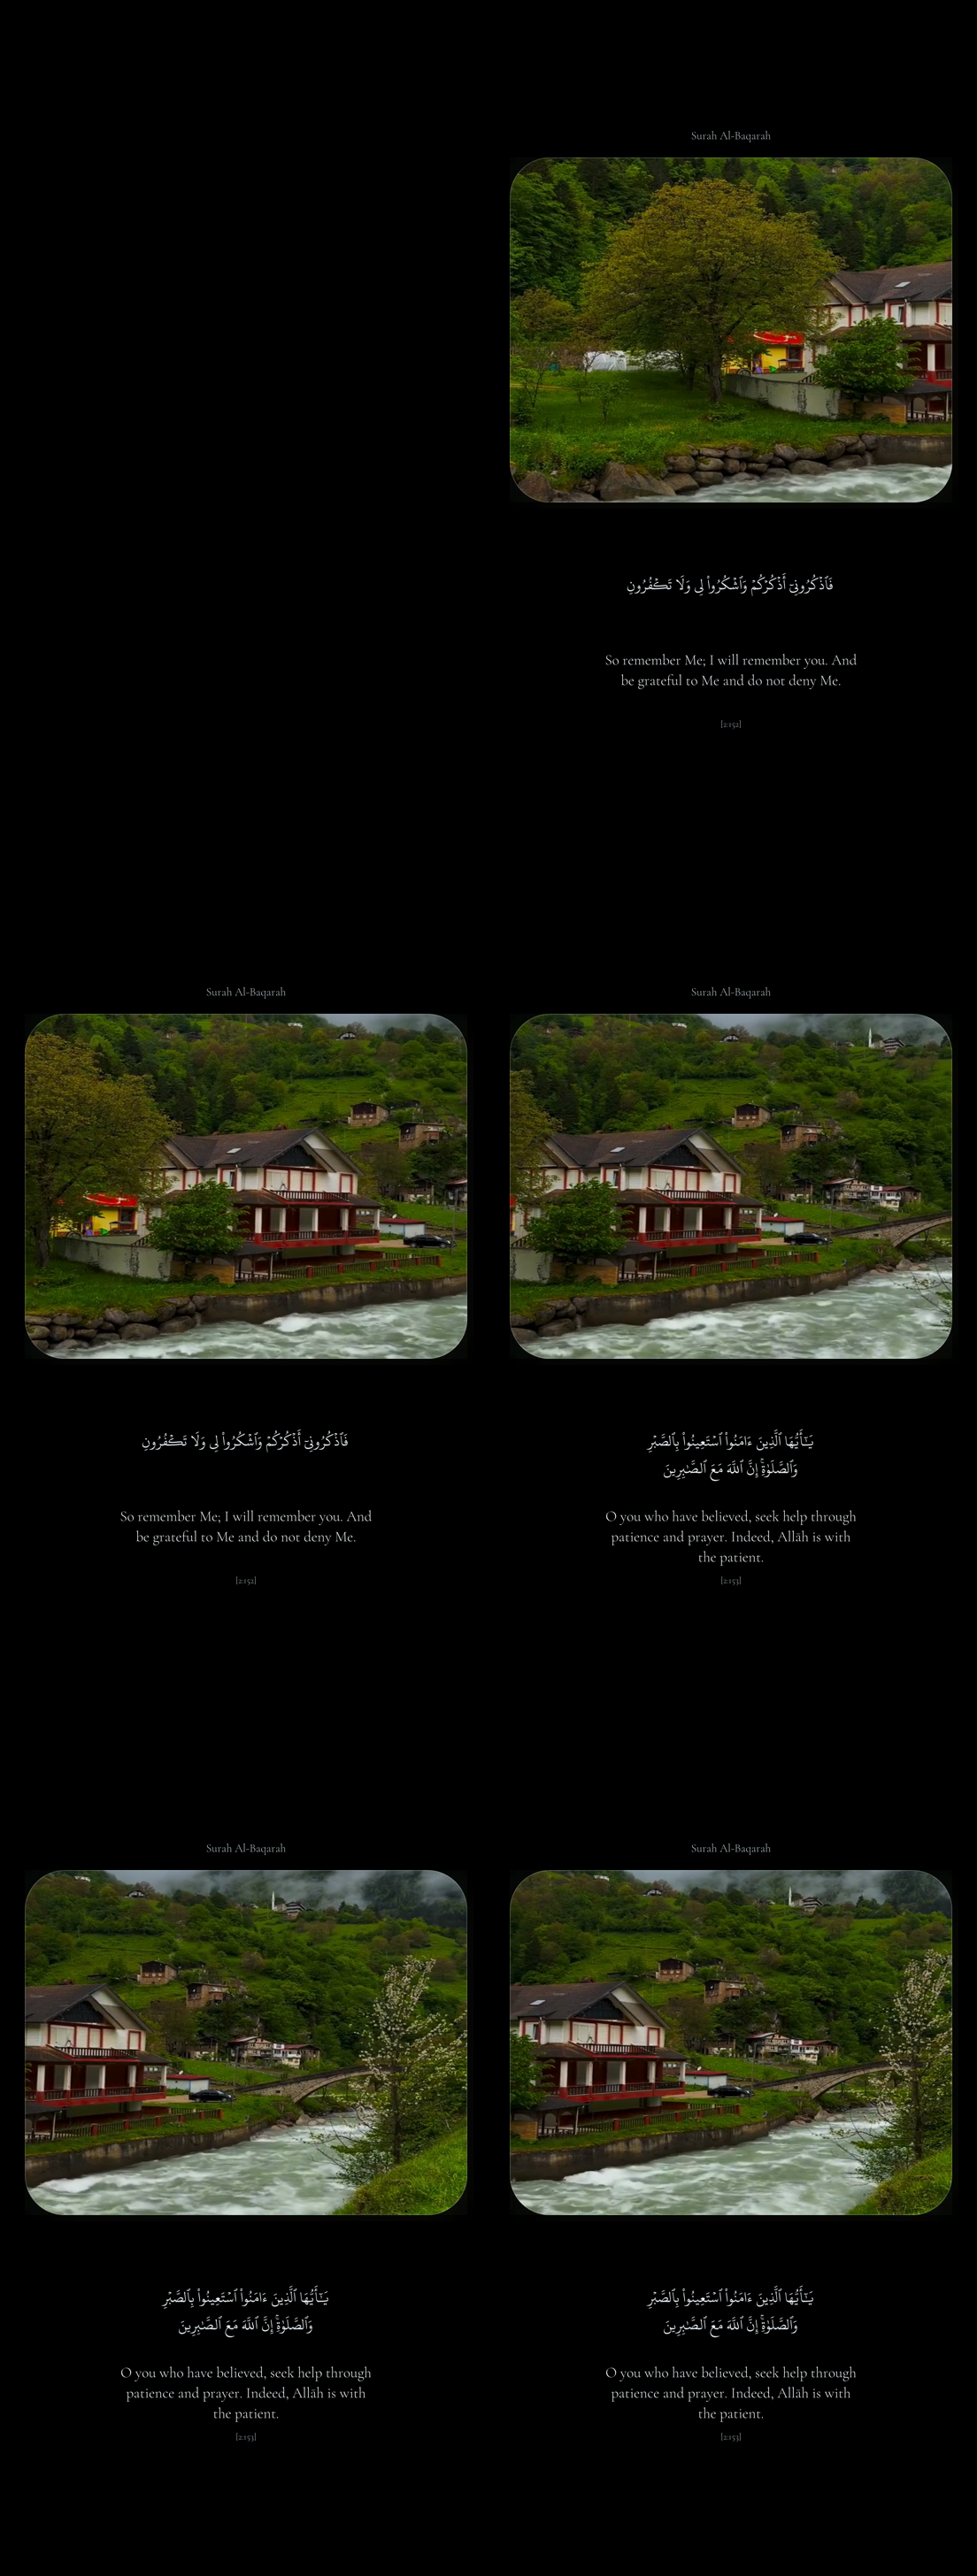 Surah Al-Baqarah
فَٱذْكُرُونِىٓ أَذْكُرْكُمْ وَٱشْكُرُوا۟ لِى وَلَا تَكْفُرُونِ
So remember Me; I will remember you. And
be grateful to Me and do not deny Me.
[2:152]
Surah Al-Baqarah
فَٱذْكُرُونِىٓ أَذْكُرْكُمْ وَٱشْكُرُوا۟ لِى وَلَا تَكْفُرُونِ
So remember Me; I will remember you. And
be grateful to Me and do not deny Me.
[2:152]
Surah Al-Baqarah
يَـٰٓأَيُّهَا ٱلَّذِينَ ءَامَنُوا۟ ٱسْتَعِينُوا۟ بِٱلصَّبْرِ
وَٱلصَّلَوٰةِ ۚ إِنَّ ٱللَّهَ مَعَ ٱلصَّـٰبِرِينَ
O you who have believed, seek help through
patience and prayer. Indeed, Allāh is with
the patient.
[2:153]
Surah Al-Baqarah
يَـٰٓأَيُّهَا ٱلَّذِينَ ءَامَنُوا۟ ٱسْتَعِينُوا۟ بِٱلصَّبْرِ
وَٱلصَّلَوٰةِ ۚ إِنَّ ٱللَّهَ مَعَ ٱلصَّـٰبِرِينَ
O you who have believed, seek help through
patience and prayer. Indeed, Allāh is with
the patient.
[2:153]
Surah Al-Baqarah
يَـٰٓأَيُّهَا ٱلَّذِينَ ءَامَنُوا۟ ٱسْتَعِينُوا۟ بِٱلصَّبْرِ
وَٱلصَّلَوٰةِ ۚ إِنَّ ٱللَّهَ مَعَ ٱلصَّـٰبِرِينَ
O you who have believed, seek help through
patience and prayer. Indeed, Allāh is with
the patient.
[2:153]